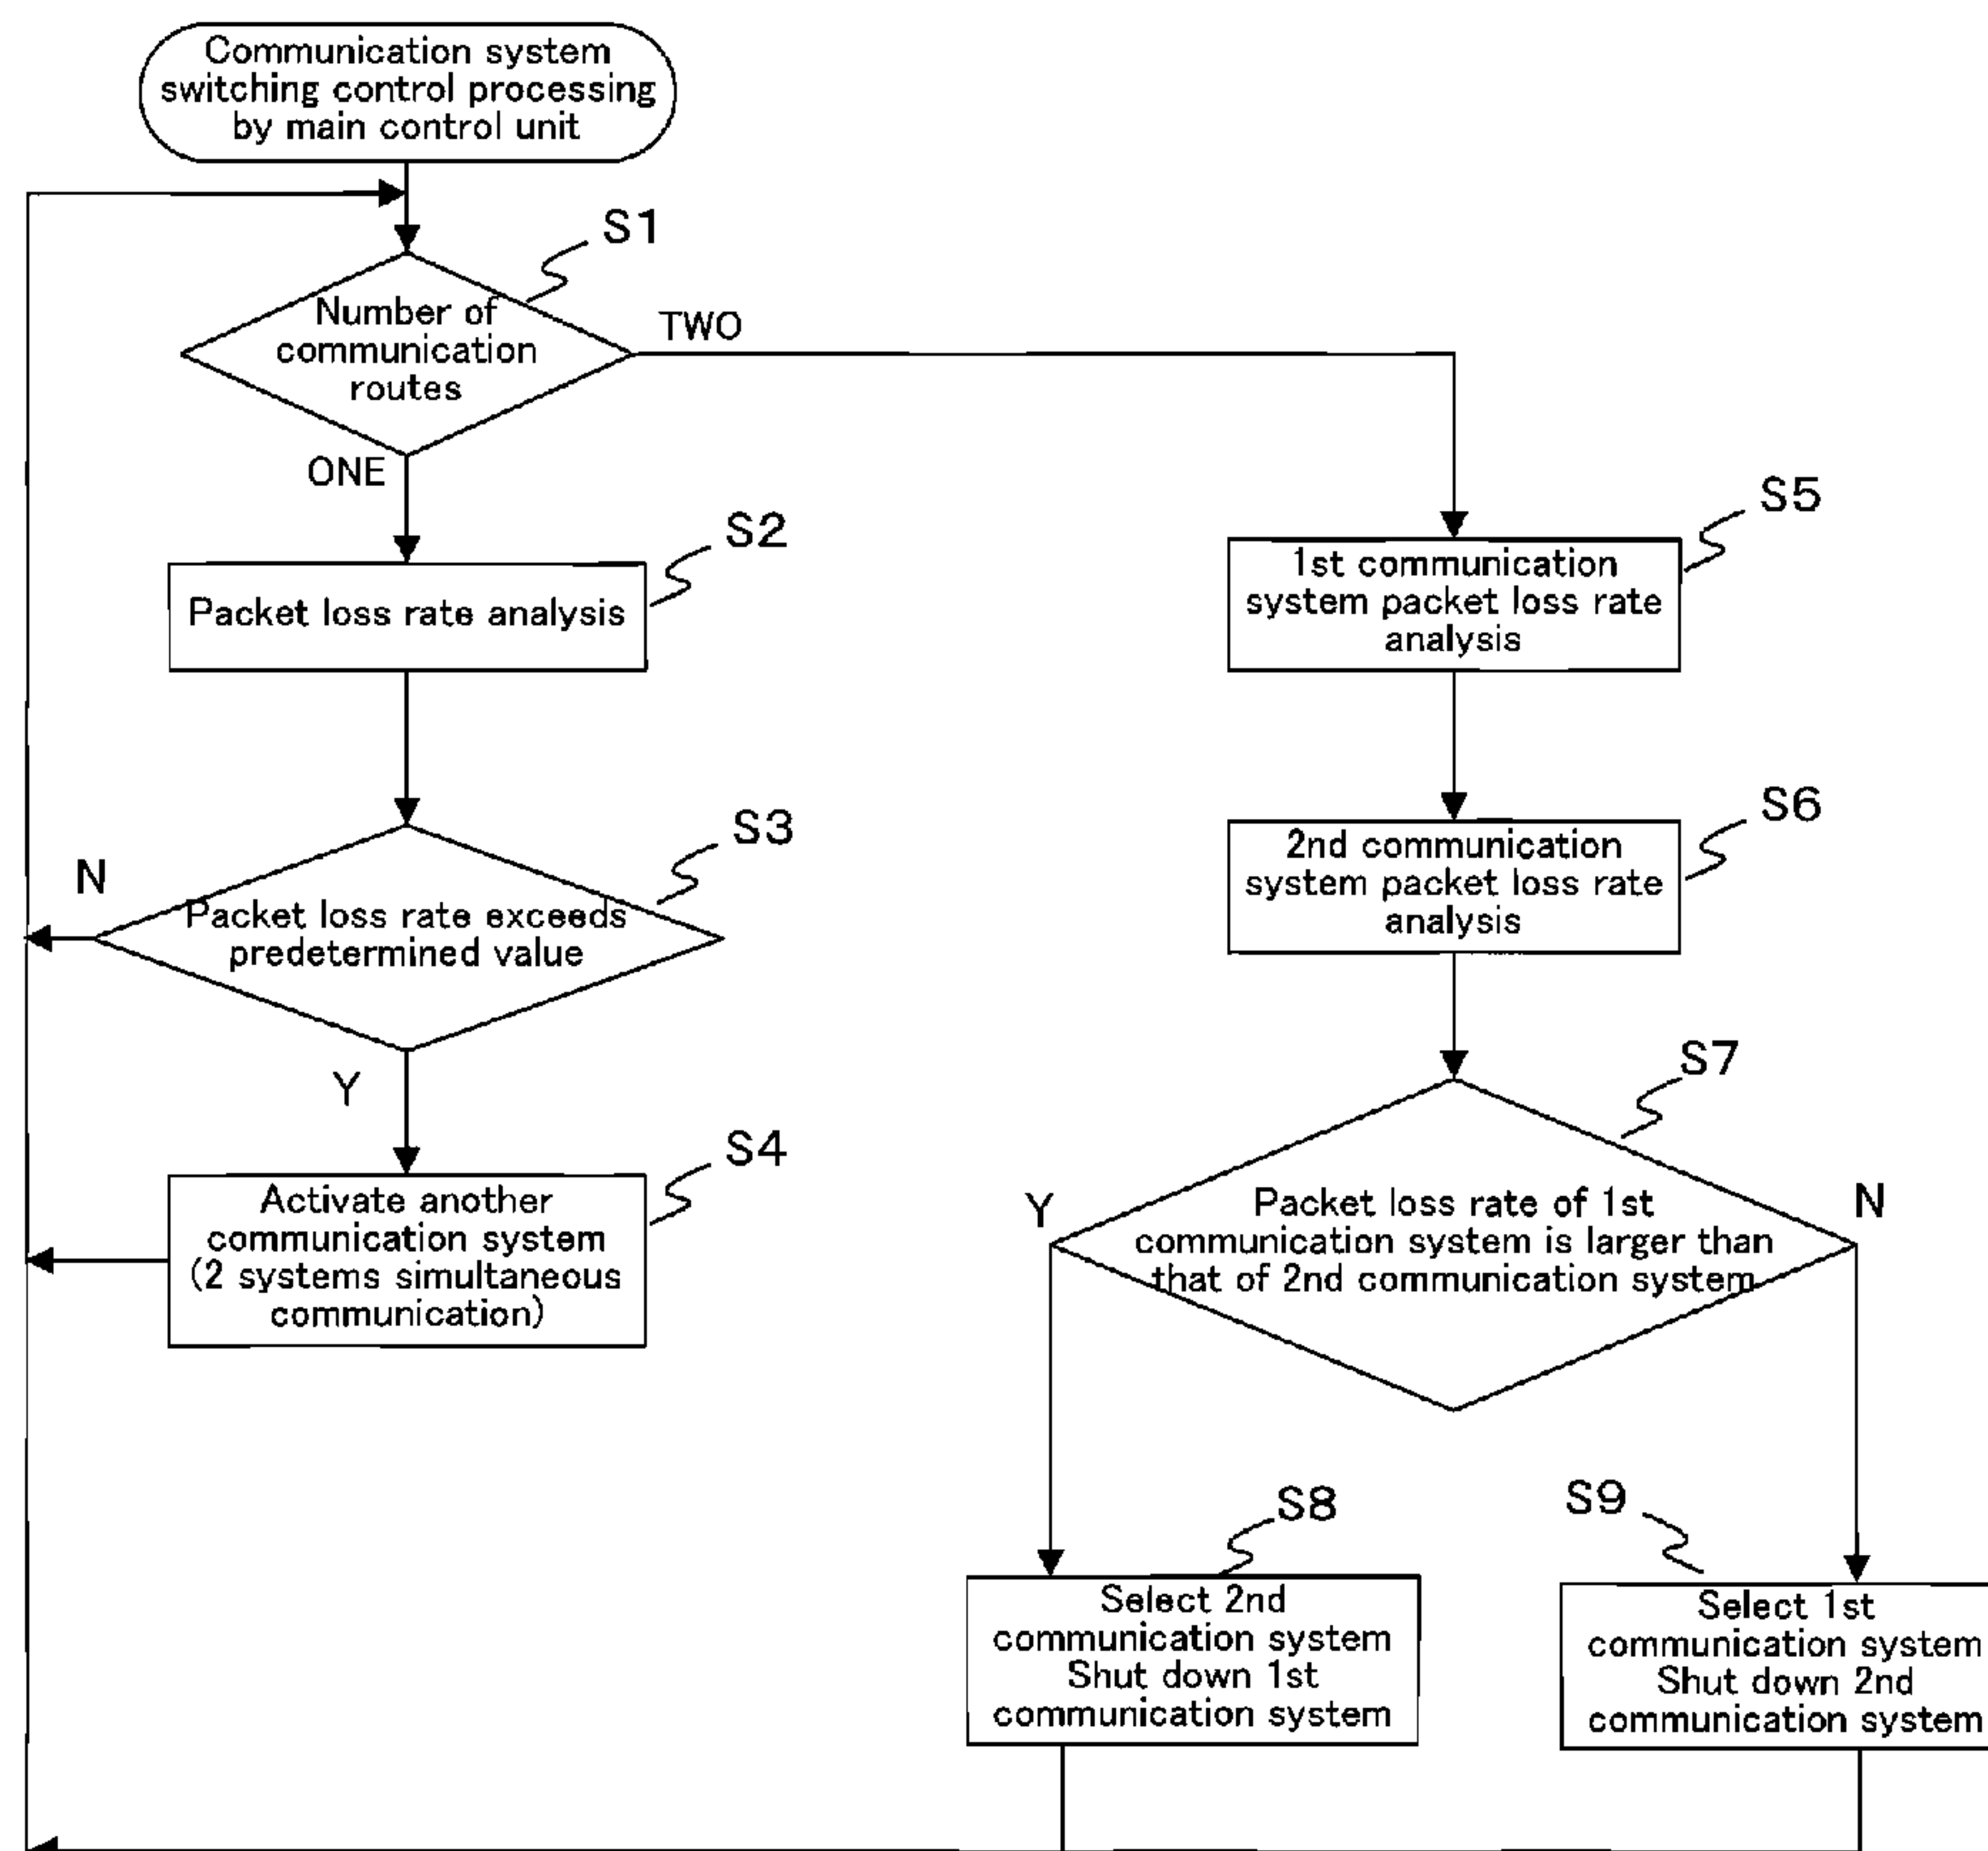 Communication system
switching control processing
by main control unit
S1
Number of
communication
routes
TWO
ONE
S2
Packet loss rate analysis
S3
Packet loss rate exceeds
predetermined value
N
Y
S4
Activate another
communication system
(2 systems simultaneous
communication)
S5
1st communication
system packet loss rate
analysis
S6
2nd communication
system packet loss rate
analysis
S7
Packet loss rate of 1st
communication system is larger than
that of 2nd communication system
Y
N
S8
Select 2nd
communication system
Shut down 1st
communication system
S9
Select 1st
communication system
Shut down 2nd
communication system